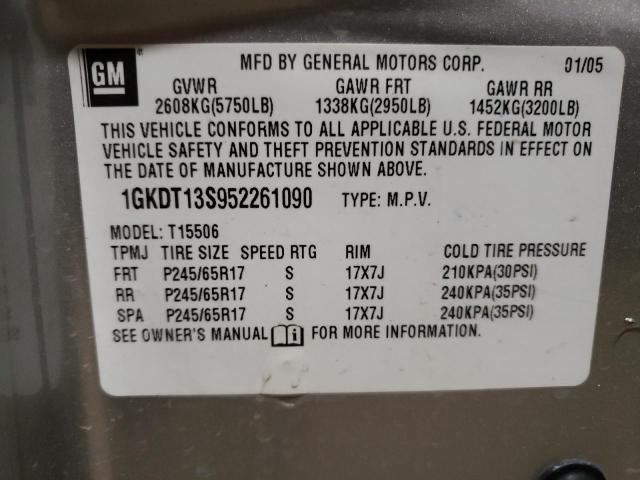 GM
MFD BY GENERAL MOTORS CORP. 01/05
GVWR GAWR FRT GAWR RR
2608KG(5750LB) 1338KG(2950LB) 1452KG(3200LB)
THIS VEHICLE CONFORMS TO ALL APPLICABLE U.S. FEDERAL MOTOR
VEHICLE SAFETY AND THEFT PREVENTION STANDARDS IN EFFECT ON
THE DATE OF MANUFACTURE SHOWN ABOVE.
1GKDT13S952261090 TYPE: M.P.V.
MODEL: T15506
TPMJ TIRE SIZE SPEED RTG RIM COLD TIRE PRESSURE
FRT P245/65R17 S 17X7J 210KPA(30PSI)
RR P245/65R17 S 17X7J 240KPA(35PSI)
SPA P245/65R17 S 17X7J 240KPA(35PSI)
SEE OWNER'S MANUAL i FOR MORE INFORMATION.